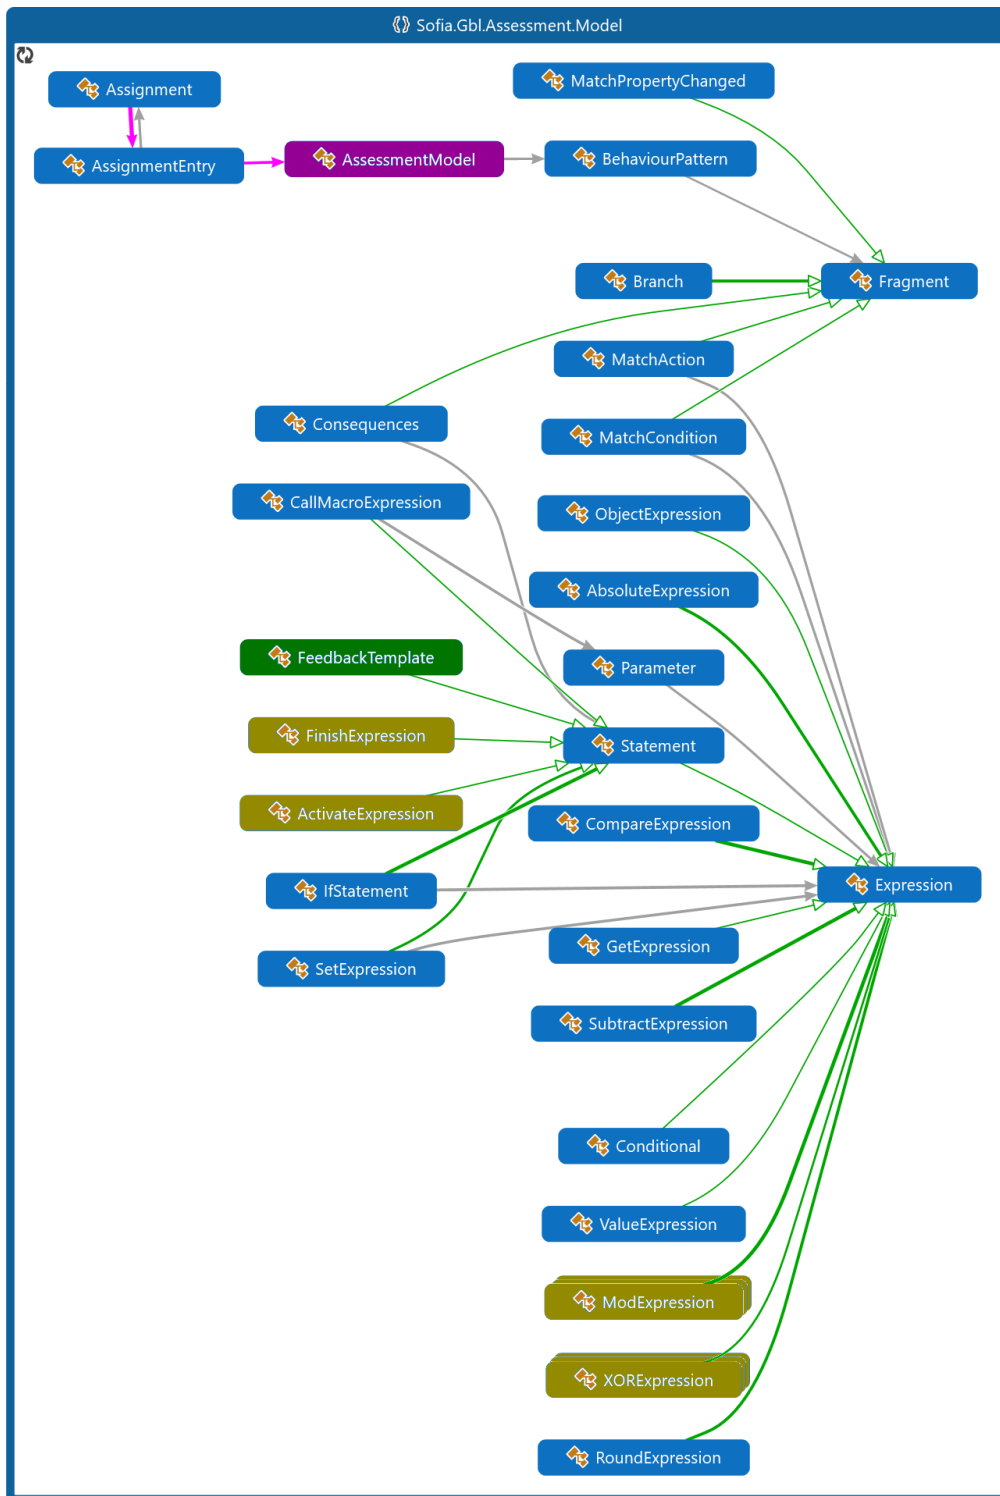 Sofia.Gbl.Assessment.Model
Assignment
MatchPropertyChanged
AssignmentEntry
AssessmentModel
BehaviourPattern
Branch
Fragment
MatchAction
Consequences
MatchCondition
CallMacroExpression
ObjectExpression
AbsoluteExpression
FeedbackTemplate
Parameter
FinishExpression
Statement
ActivateExpression
CompareExpression
IfStatement
Expression
GetExpression
SetExpression
SubtractExpression
Conditional
ValueExpression
ModExpression
XORExpression
RoundExpression